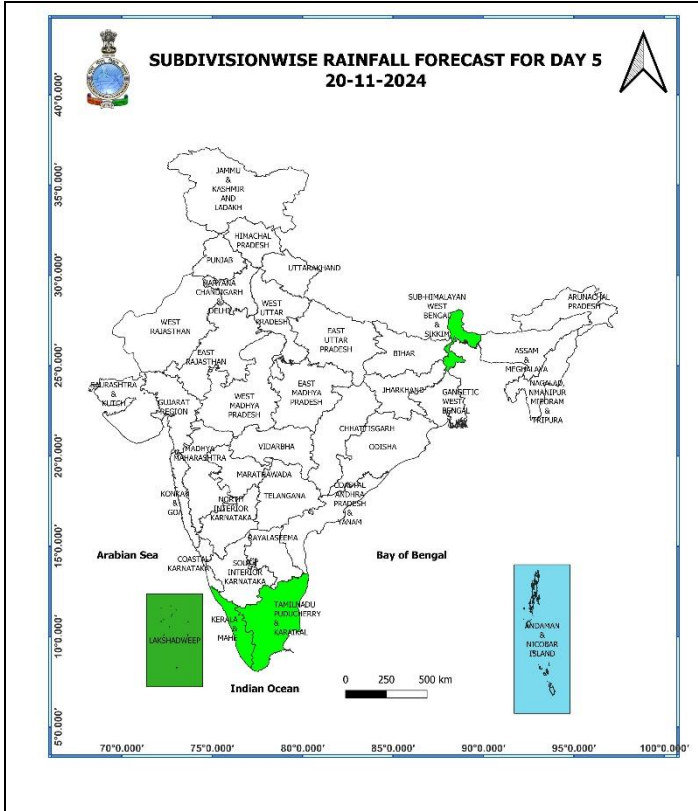 SUBDIVISIONWISE RAINFALL FORECAST FOR DAY 5
20-11-2024
40°0.000'
35°0.000'
30°0.000'
25°0.000'
20°0.000'
15°0.000'
10°0.000'
5°0.000'
JAMMU
&
KASHMIR
AND
LADAKH
HIMACHAL
PRADESH
PUNJAB
UTTARAKHAND
HARYANA
CHANDIGARH
&
DELHI
WEST
UTTAR
PRADESH
SUB-HIMALAYAN
WEST
BENGAL
&
SIKKIM
ARUNACHAL
PRADESH
WEST
RAJASTHAN
EAST
UTTAR
PRADESH
EAST
RAJASTHAN
BIHAR
ASSAM
&
MEGHALAYA
SAURASHTRA
&
KUTCH
GUJARAT
REGION
WEST
MADHYA
PRADESH
EAST
MADHYA
PRADESH
JHARKHAND
GANGETIC
WEST
BENGAL
NAGALAD,
NMANIPUR
MIZORAM
&
TRIPURA
CHHATTISGARH
ODISHA
MADHYA
MAHARASHTRA
VIDARBHA
MARATHWADA
TELANGANA
KONKAN
&
GOA
NORTH
INTERIOR
KARNATAKA
COASTAL
ANDHRA
PRADESH
&
YANAM
RAYALASEEMA
Arabian Sea
Bay of Bengal
COASTAL
KARNATAKA
SOUTH
INTERIOR
KARNATAKA
LAKSHADWEEP
KERALA
&
MAHE
TAMILNADU
PUDUCHERRY
&
KARAIKAL
ANDAMAN
&
NICOBAR
ISLAND
Indian Ocean
0 250 500 km
70°0.000' 75°0.000' 80°0.000' 85°0.000' 90°0.000' 95°0.000' 100°0.000'